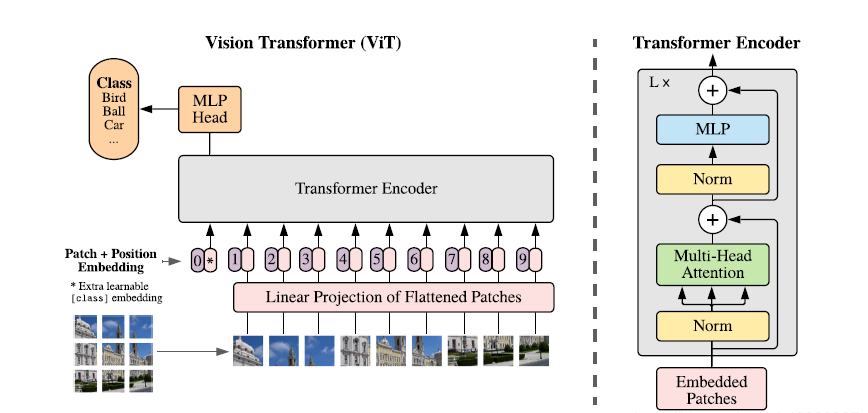 Vision Transformer (ViT)
Class
Bird
Ball
Car
...
MLP
Head
Transformer Encoder
Patch + Position
Embedding
0 * 1 2 3 4 5 6 7 8 9
* Extra learnable
[class] embedding
Linear Projection of Flattened Patches
Transformer Encoder
L ×
+
MLP
Norm
+
Multi-Head
Attention
Norm
Embedded
Patches